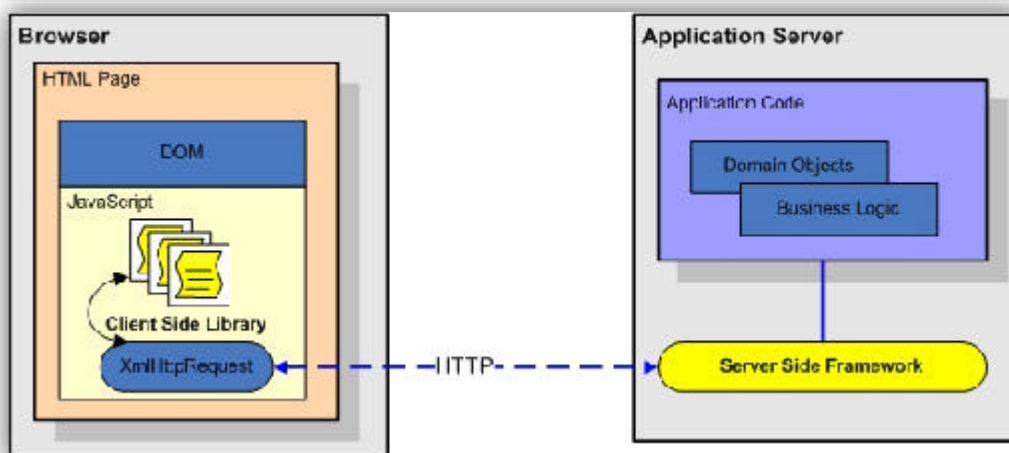 Browser
HTML Page
DOM
JavaScript
Client Side Library
XmlHttpRequest
HTTP
Application Server
Application Code
Domain Objects
Business Logic
Server Side Framework